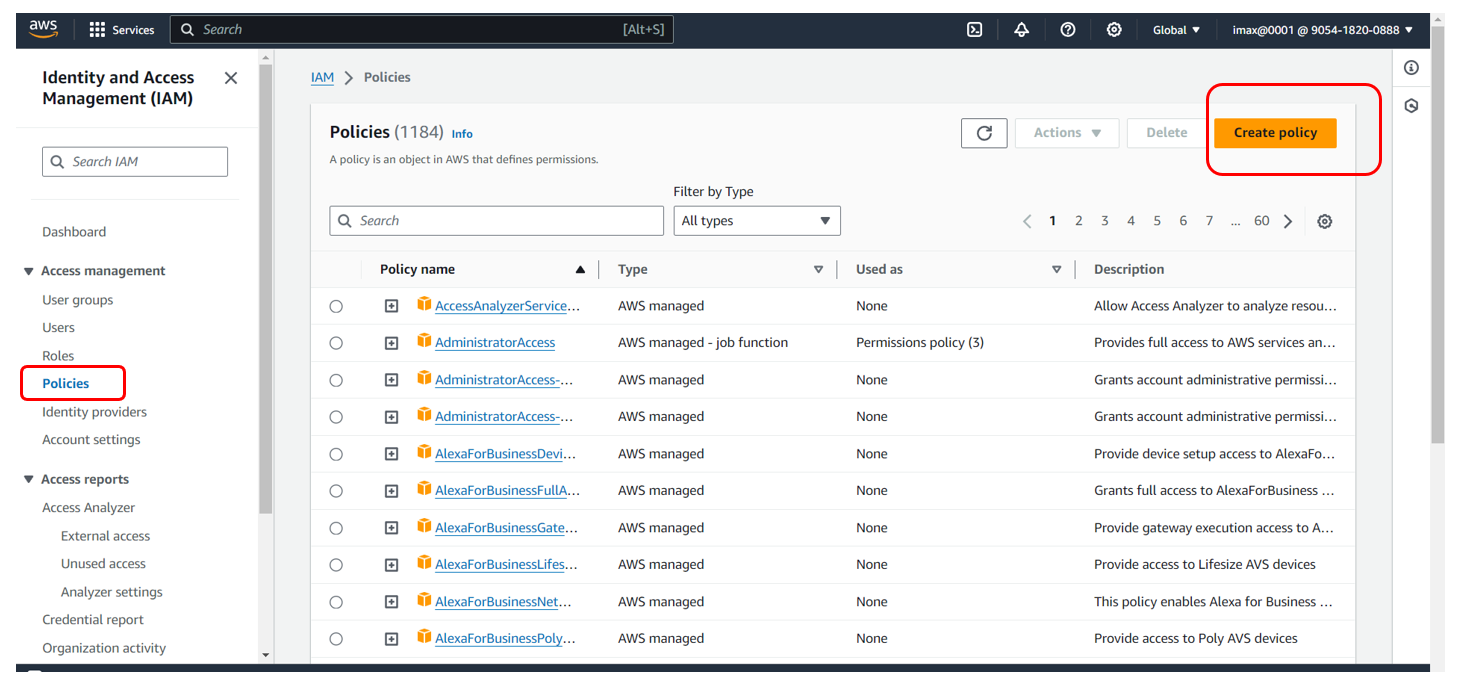 aws
Services
Search
[Alt+S]
Global
imax@0001 @ 9054-1820-0888
Identity and Access
Management (IAM)
Search IAM
Dashboard
Access management
User groups
Users
Roles
Policies
Identity providers
Account settings
Access reports
Access Analyzer
External access
Unused access
Analyzer settings
Credential report
Organization activity
IAM > Policies
Policies (1184) Info
A policy is an object in AWS that defines permissions.
Actions
Delete
Create policy
Filter by Type
Search
All types
1 2 3 4 5 6 7 ... 60
Policy name Type Used as Description
AccessAnalyzerService... AWS managed None Allow Access Analyzer to analyze resou...
AdministratorAccess AWS managed - job function Permissions policy (3) Provides full access to AWS services an...
AdministratorAccess-... AWS managed None Grants account administrative permissi...
AdministratorAccess-... AWS managed None Grants account administrative permissi...
AlexaForBusinessDevi... AWS managed None Provide device setup access to AlexaFo...
AlexaForBusinessFullA... AWS managed None Grants full access to AlexaForBusiness ...
AlexaForBusinessGate... AWS managed None Provide gateway execution access to A...
AlexaForBusinessLifes... AWS managed None Provide access to Lifesize AVS devices
AlexaForBusinessNet... AWS managed None This policy enables Alexa for Business ...
AlexaForBusinessPoly... AWS managed None Provide access to Poly AVS devices